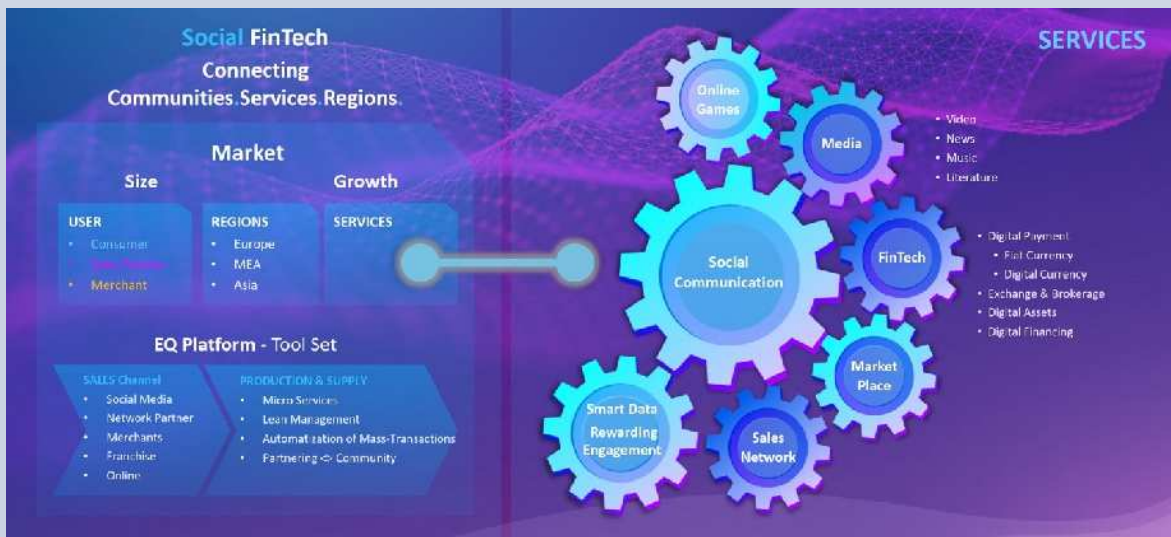 Social FinTech
Connecting
Communities.Services.Regions.
Market
Size
Growth
USER
• Consumer
• Merchant
REGIONS
• Europe
• MEA
• Asia
SERVICES
EQ Platform - Tool Set
SALES Channel
• Social Media
• Network Partner
• Merchants
• Franchise
• Online
PRODUCTION & SUPPLY
• Micro Services
• Lean Management
• Automatization of Mass-Transactions
• Partnering <> Community
SERVICES
Online
Games
Media
• Video
• News
• Music
• Literature
Social
Communication
FinTech
• Digital Payment
• Fiat Currency
• Digital Currency
• Exchange & Brokerage
• Digital Assets
• Digital Financing
Market
Place
Smart Data
Rewarding
Engagement
Sales
Network